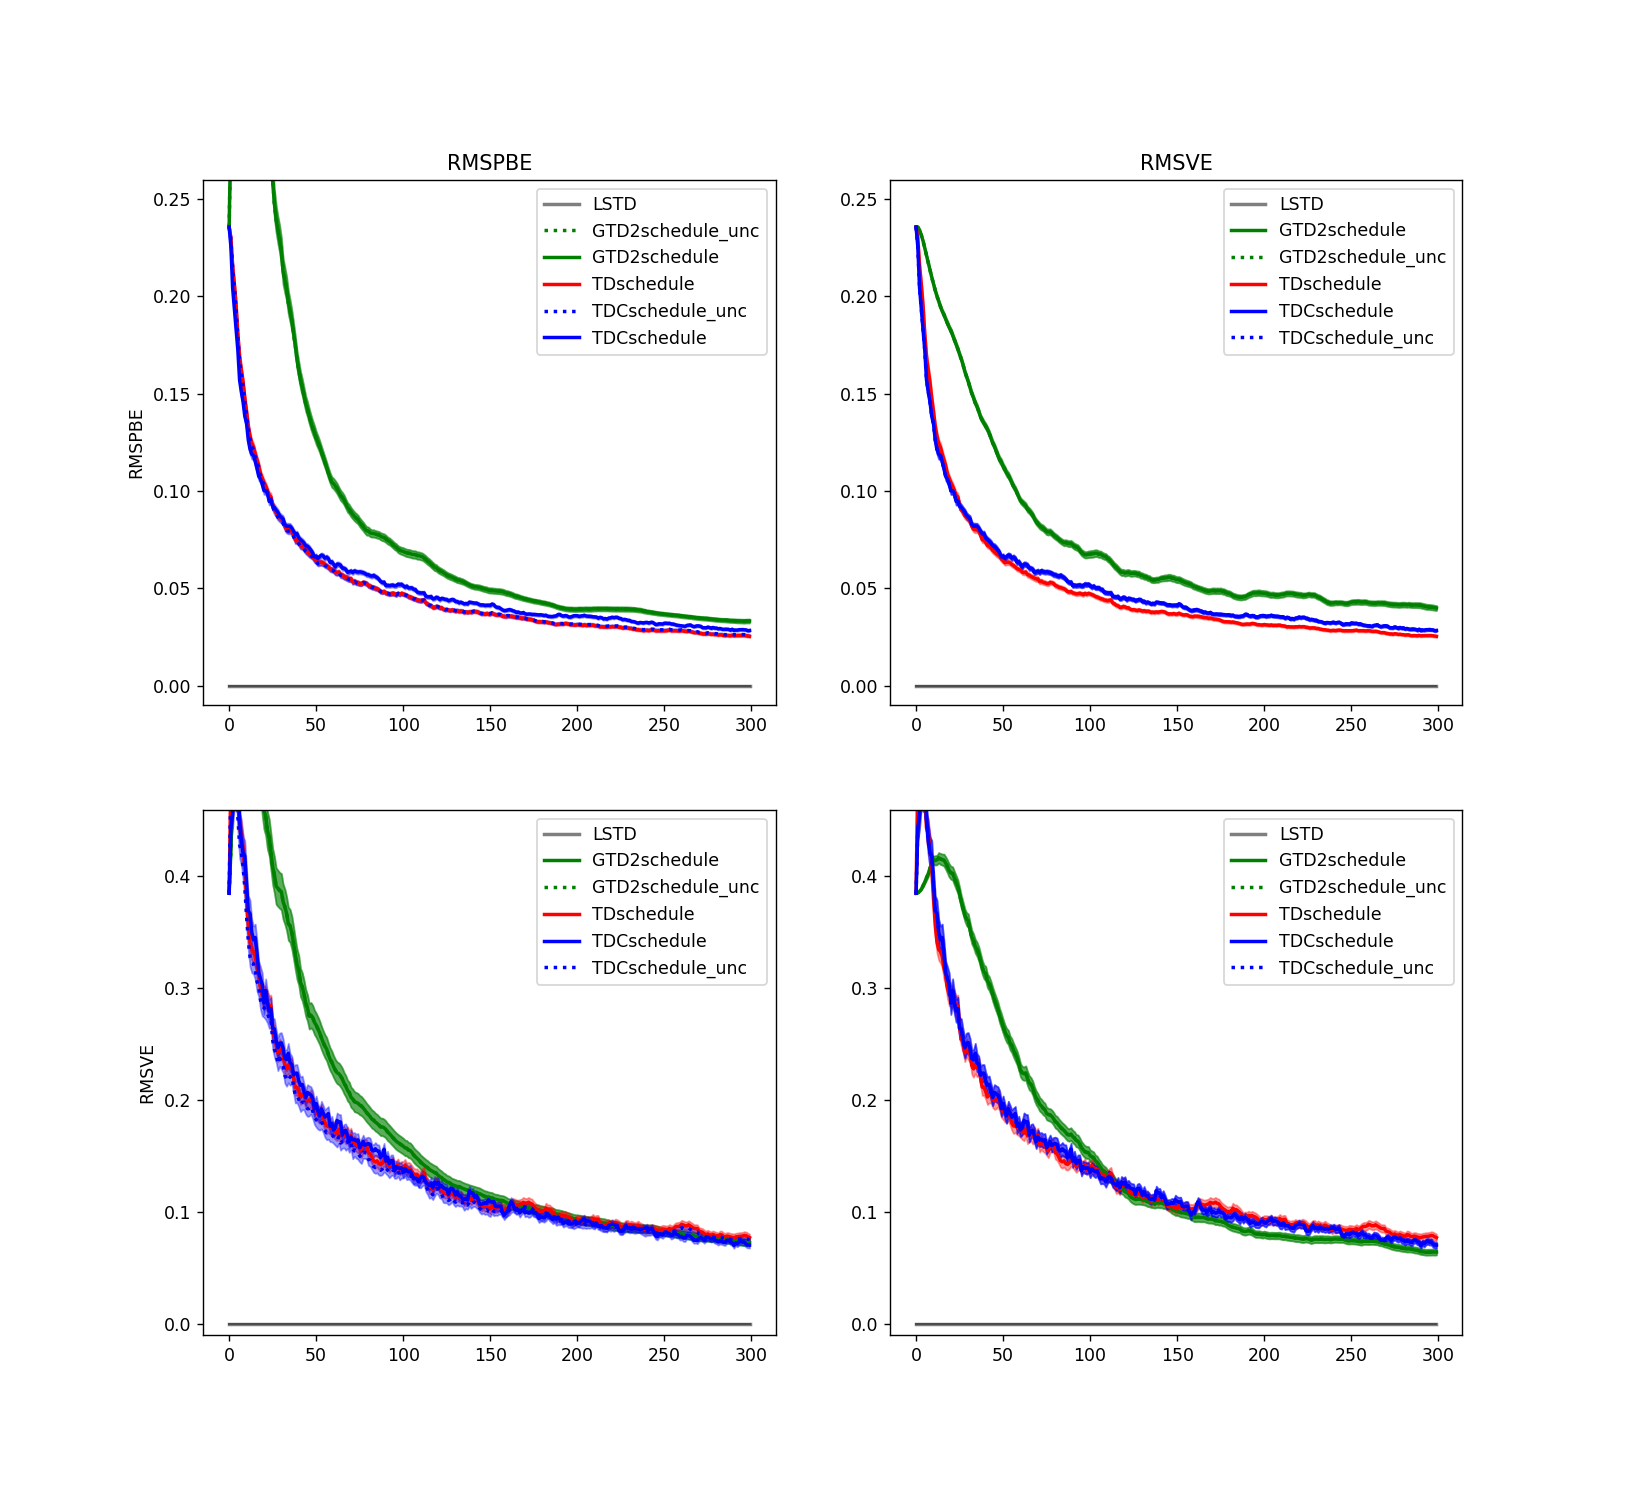 RMSPBE
RMSVE
RMSPBE
0.25
0.20
0.15
0.10
0.05
0.00
0 50 100 150 200 250 300
LSTD
GTD2schedule_unc
GTD2schedule
TDschedule
TDCschedule_unc
TDCschedule
0.25
0.20
0.15
0.10
0.05
0.00
0 50 100 150 200 250 300
LSTD
GTD2schedule
GTD2schedule_unc
TDschedule
TDCschedule
TDCschedule_unc
RMSVE
0.4
0.3
0.2
0.1
0.0
0 50 100 150 200 250 300
LSTD
GTD2schedule
GTD2schedule_unc
TDschedule
TDCschedule
TDCschedule_unc
0.4
0.3
0.2
0.1
0.0
0 50 100 150 200 250 300
LSTD
GTD2schedule
GTD2schedule_unc
TDschedule
TDCschedule
TDCschedule_unc